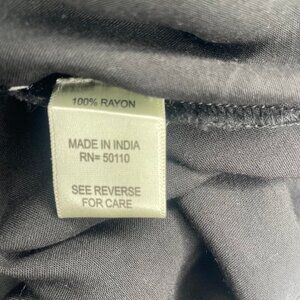 100% RAYON
MADE IN INDIA
RN= 50110
SEE REVERSE
FOR CARE